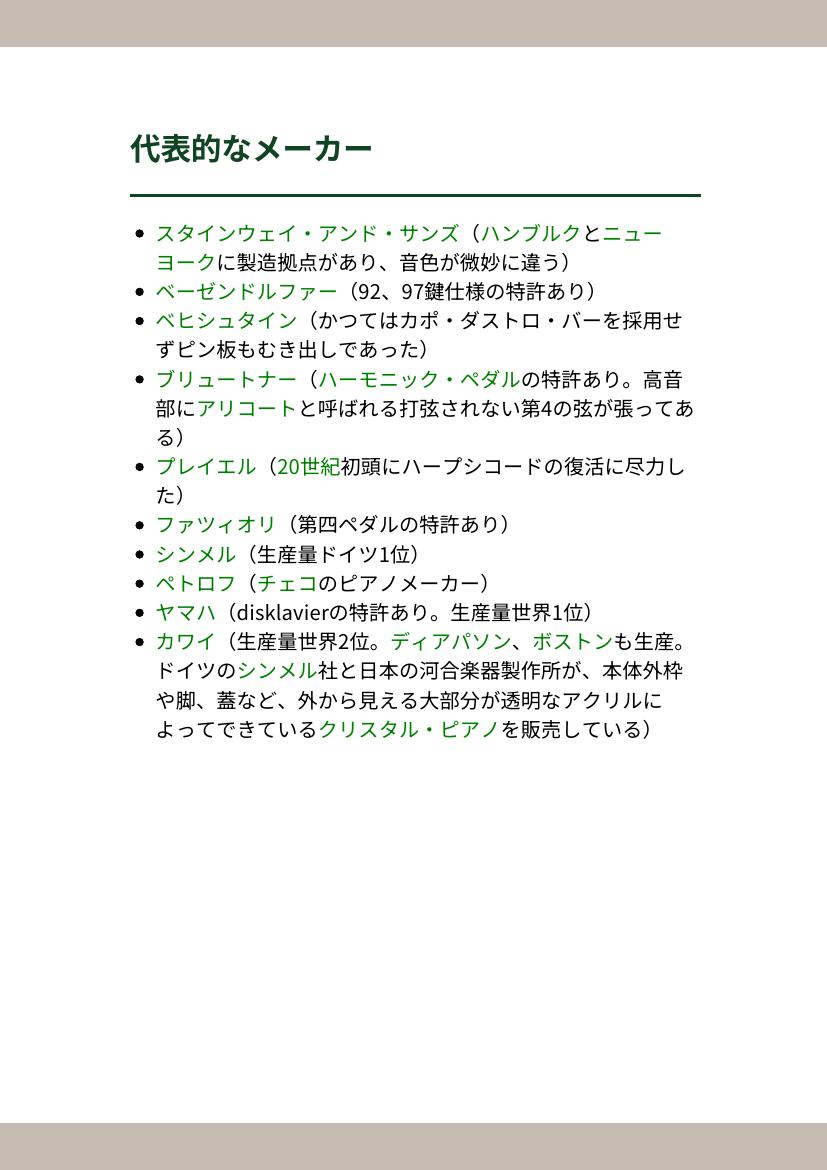 代表的なメーカー
• スタインウェイ・アンド・サンズ（ハンブルクとニュー
ヨークに製造拠点があり、音色が微妙に違う）
• ベーゼンドルファー（92、97鍵仕様の特許あり）
• ベヒシュタイン（かつてはカポ・ダストロ・バーを採用せ
ずピン板もむき出しであった）
• ブリュートナー（ハーモニック・ペダルの特許あり。高音
部にアリコートと呼ばれる打弦されない第4の弦が張ってあ
る）
• プレイエル（20世紀初頭にハープシコードの復活に尽力し
た）
• ファツィオリ（第四ペダルの特許あり）
• シンメル（生産量ドイツ1位）
• ペトロフ（チェコのピアノメーカー）
• ヤマハ（disklavierの特許あり。生産量世界1位）
• カワイ（生産量世界2位。ディアパソン、ボストンも生産。
ドイツのシンメル社と日本の河合楽器製作所が、本体外枠
や脚、蓋など、外から見える大部分が透明なアクリルに
よってできているクリスタル・ピアノを販売している）